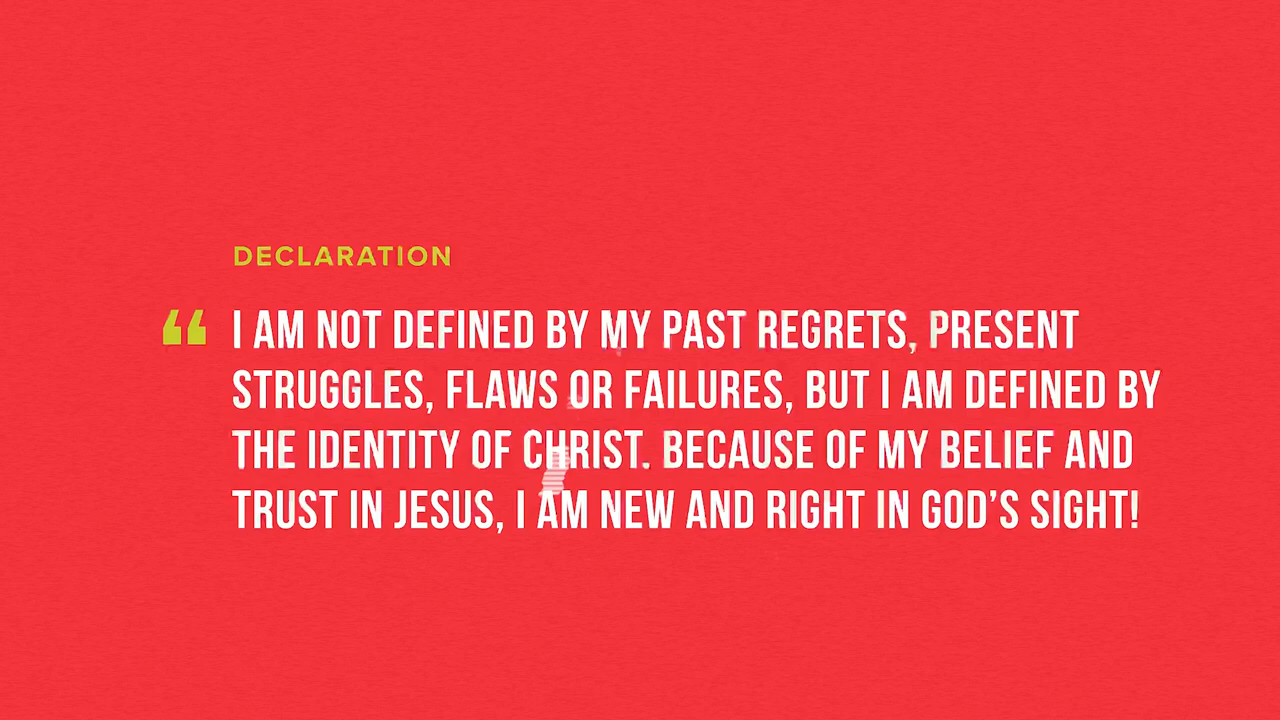 DECLARATION
“ I AM NOT DEFINED BY MY PAST REGRETS, PRESENT
STRUGGLES, FLAWS OR FAILURES, BUT I AM DEFINED BY
THE IDENTITY OF CHRIST. BECAUSE OF MY BELIEF AND
TRUST IN JESUS, I AM NEW AND RIGHT IN GOD’S SIGHT!